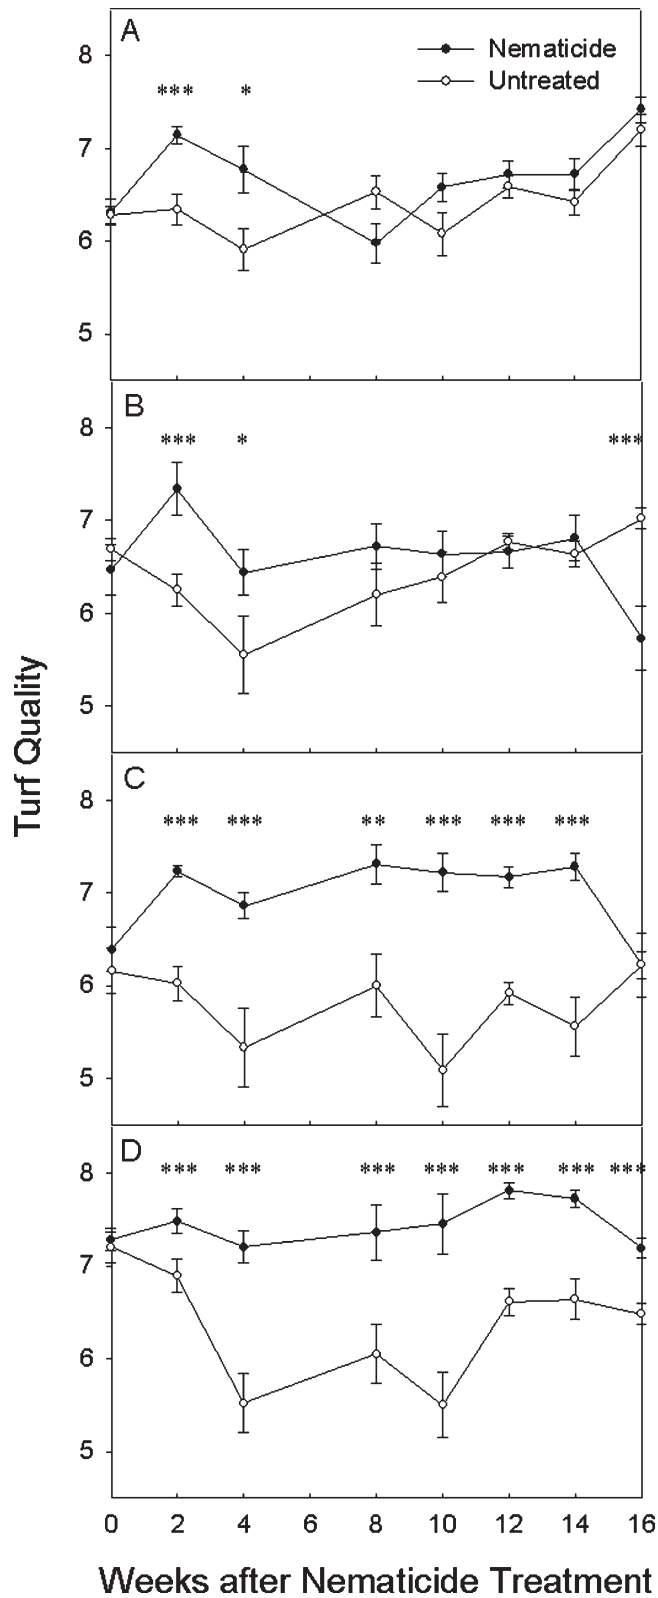 A
8
Nematicide
Untreated
*** *
7
6
5
B
8
*** * ***
7
6
5
Turf Quality
C
8
*** *** ** *** *** ***
7
6
5
D
8
*** *** *** *** *** *** ***
7
6
5
0 2 4 6 8 10 12 14 16
Weeks after Nematicide Treatment